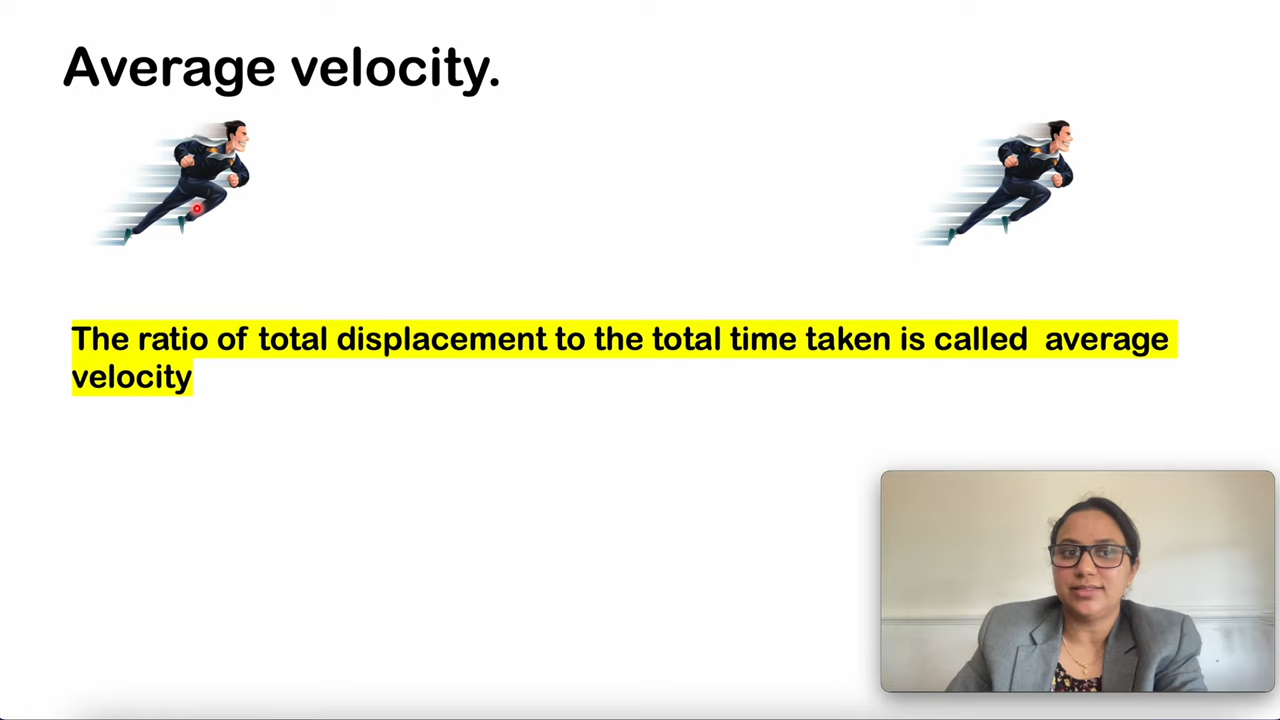 Average velocity.
The ratio of total displacement to the total time taken is called average
velocity